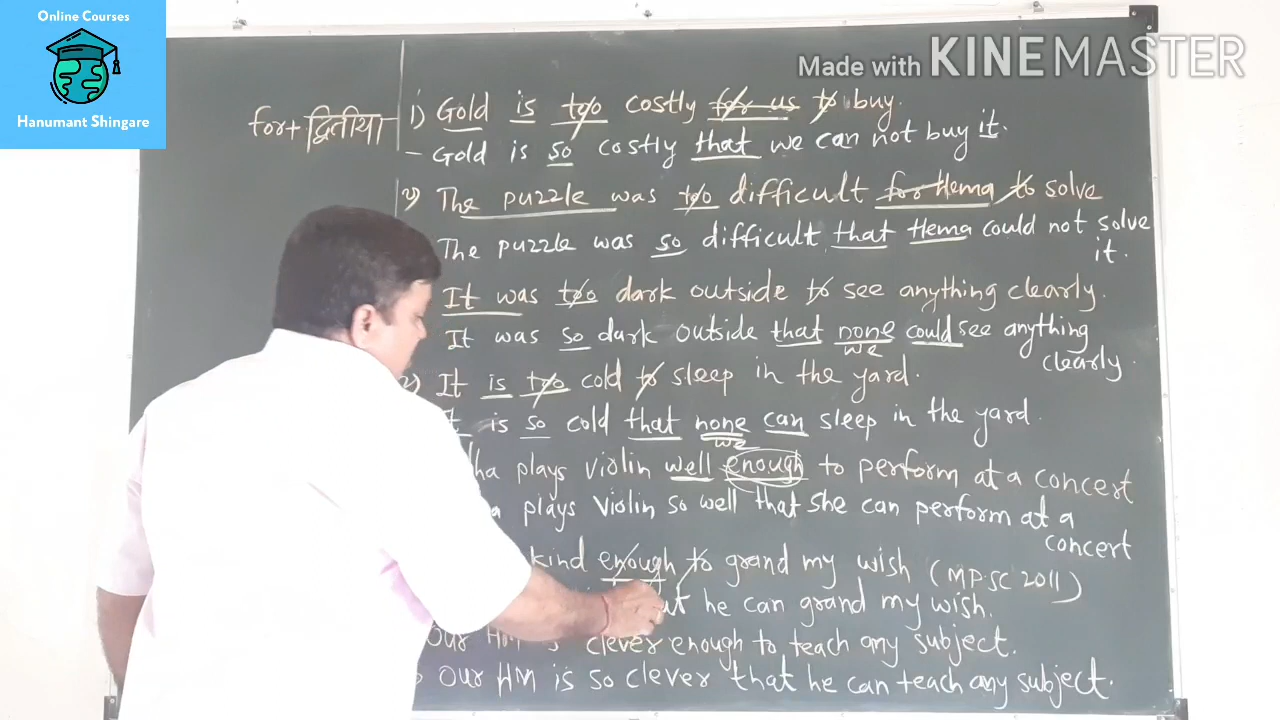 Online Courses
Hanumant Shingare
Made with KINEMASTER
for+ द्वितीया
1) Gold is too costly for us to buy.
- Gold is so costly that we can not buy it.
२) The puzzle was too difficult for Hema to solve
The puzzle was so difficult that Hema could not solve
it.
It was too dark outside to see anything clearly.
It was so dark outside that none could see anything
we
clearly.
It is too cold to sleep in the yard.
is so cold that none can sleep in the yard.
we
plays violin well enough to perform at a concert
plays violin so well that she can perform at a
concert
kind enough to grand my wish (MPSC 2011)
he can grand my wish.
Our HM clever enough to teach any subject.
Our HM is so clever that he can teach any subject.